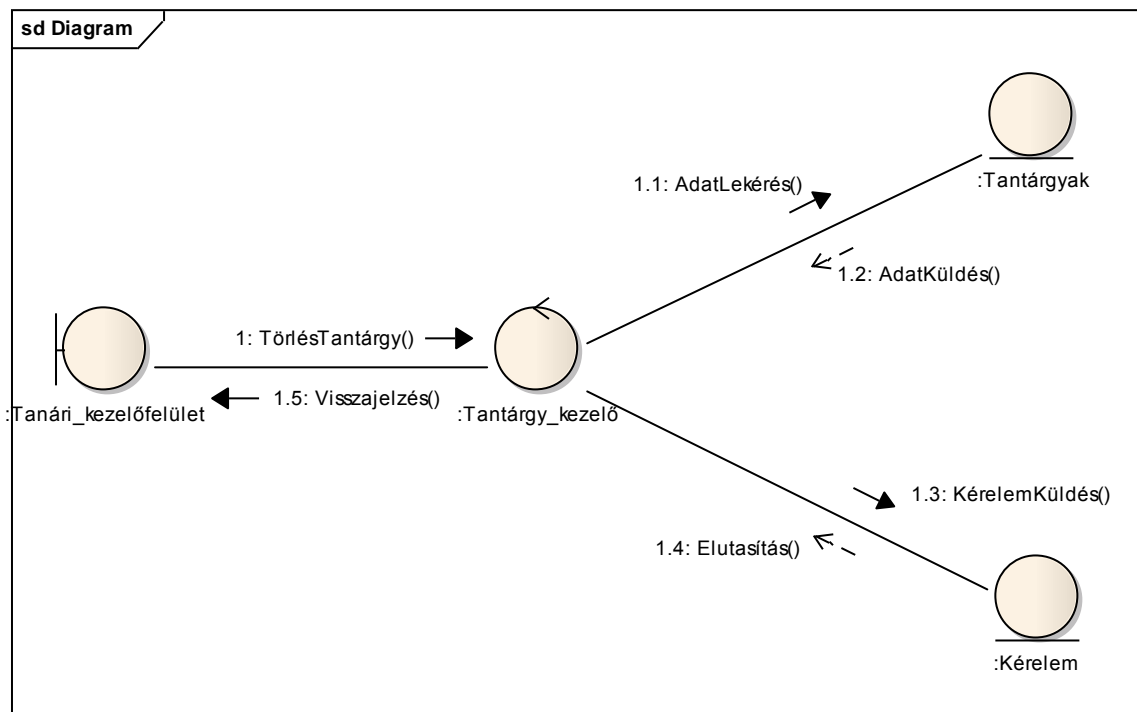 sd Diagram
:Tantárgyak
1.1: AdatLekérés()
1.2: AdatKüldés()
1: TörlésTantárgy()
1.5: Visszajelzés()
:Tanári_kezelőfelület
:Tantárgy_kezelő
1.3: KérelemKüldés()
1.4: Elutasítás()
:Kérelem